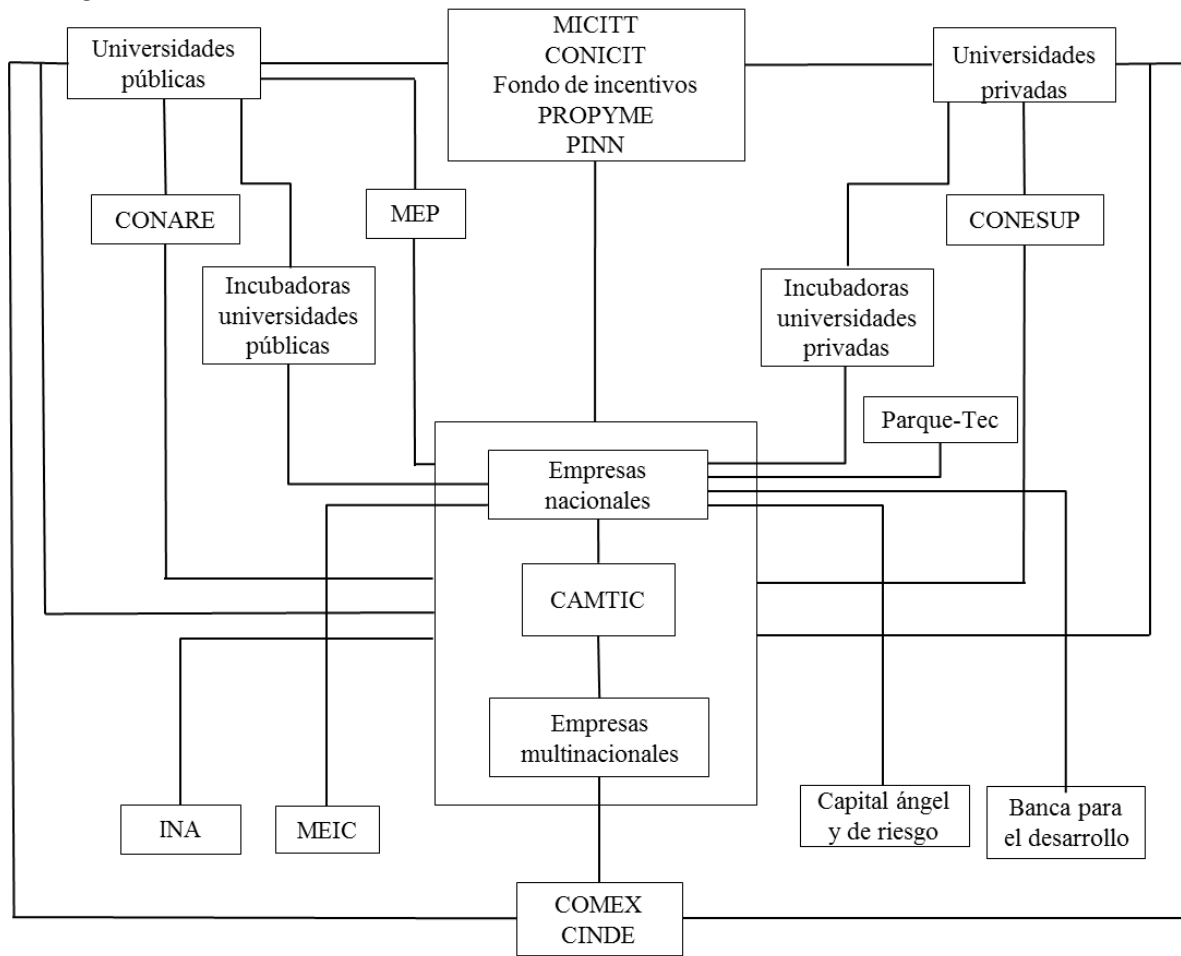 MICITT
CONICIT
Fondo de incentivos
PROPYME
PINN
Universidades
públicas
Universidades
privadas
CONARE
MEP
CONESUP
Incubadoras
universidades
públicas
Incubadoras
universidades
privadas
Parque-Tec
Empresas
nacionales
CAMTIC
Empresas
multinacionales
INA
MEIC
Capital ángel
y de riesgo
Banca para
el desarrollo
COMEX
CINDE